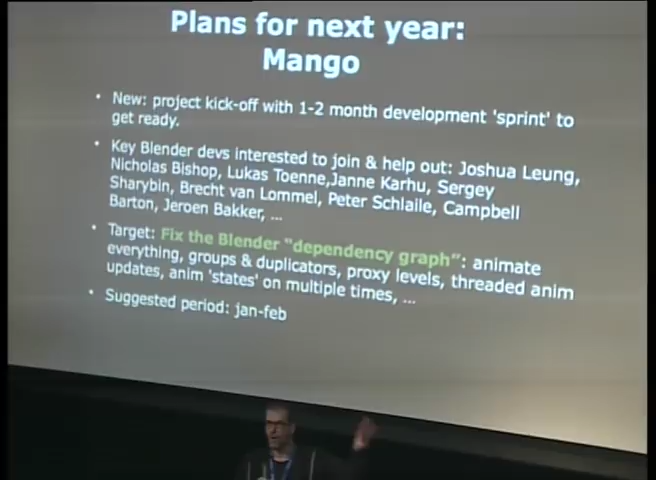 Plans for next year:
Mango
• New: project kick-off with 1-2 month development 'sprint' to
get ready.
• Key Blender devs interested to join & help out: Joshua Leung,
Nicholas Bishop, Lukas Toenne,Janne Karhu, Sergey
Sharybin, Brecht van Lommel, Peter Schlaile, Campbell
Barton, Jeroen Bakker, ...
• Target: Fix the Blender "dependency graph": animate
everything, groups & duplicators, proxy levels, threaded anim
updates, anim 'states' on multiple times, ...
• Suggested period: jan-feb